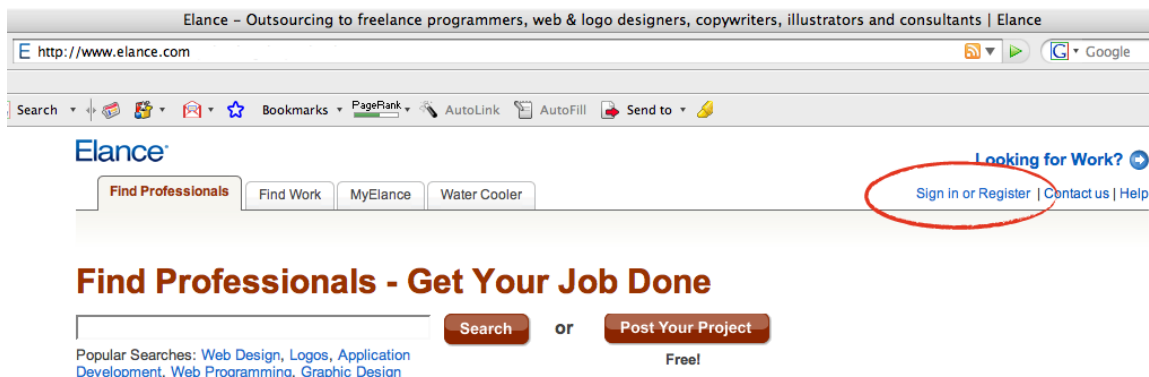 Elance – Outsourcing to freelance programmers, web & logo designers, copywriters, illustrators and consultants | Elance
E http://www.elance.com G Google
Search Bookmarks PageRank AutoLink AutoFill Send to
Elance
Looking for Work?
Find Professionals Find Work MyElance Water Cooler Sign in or Register | Contact us | Help
Find Professionals - Get Your Job Done
Search or Post Your Project
Popular Searches: Web Design, Logos, Application Free!
Development, Web Programming, Graphic Design